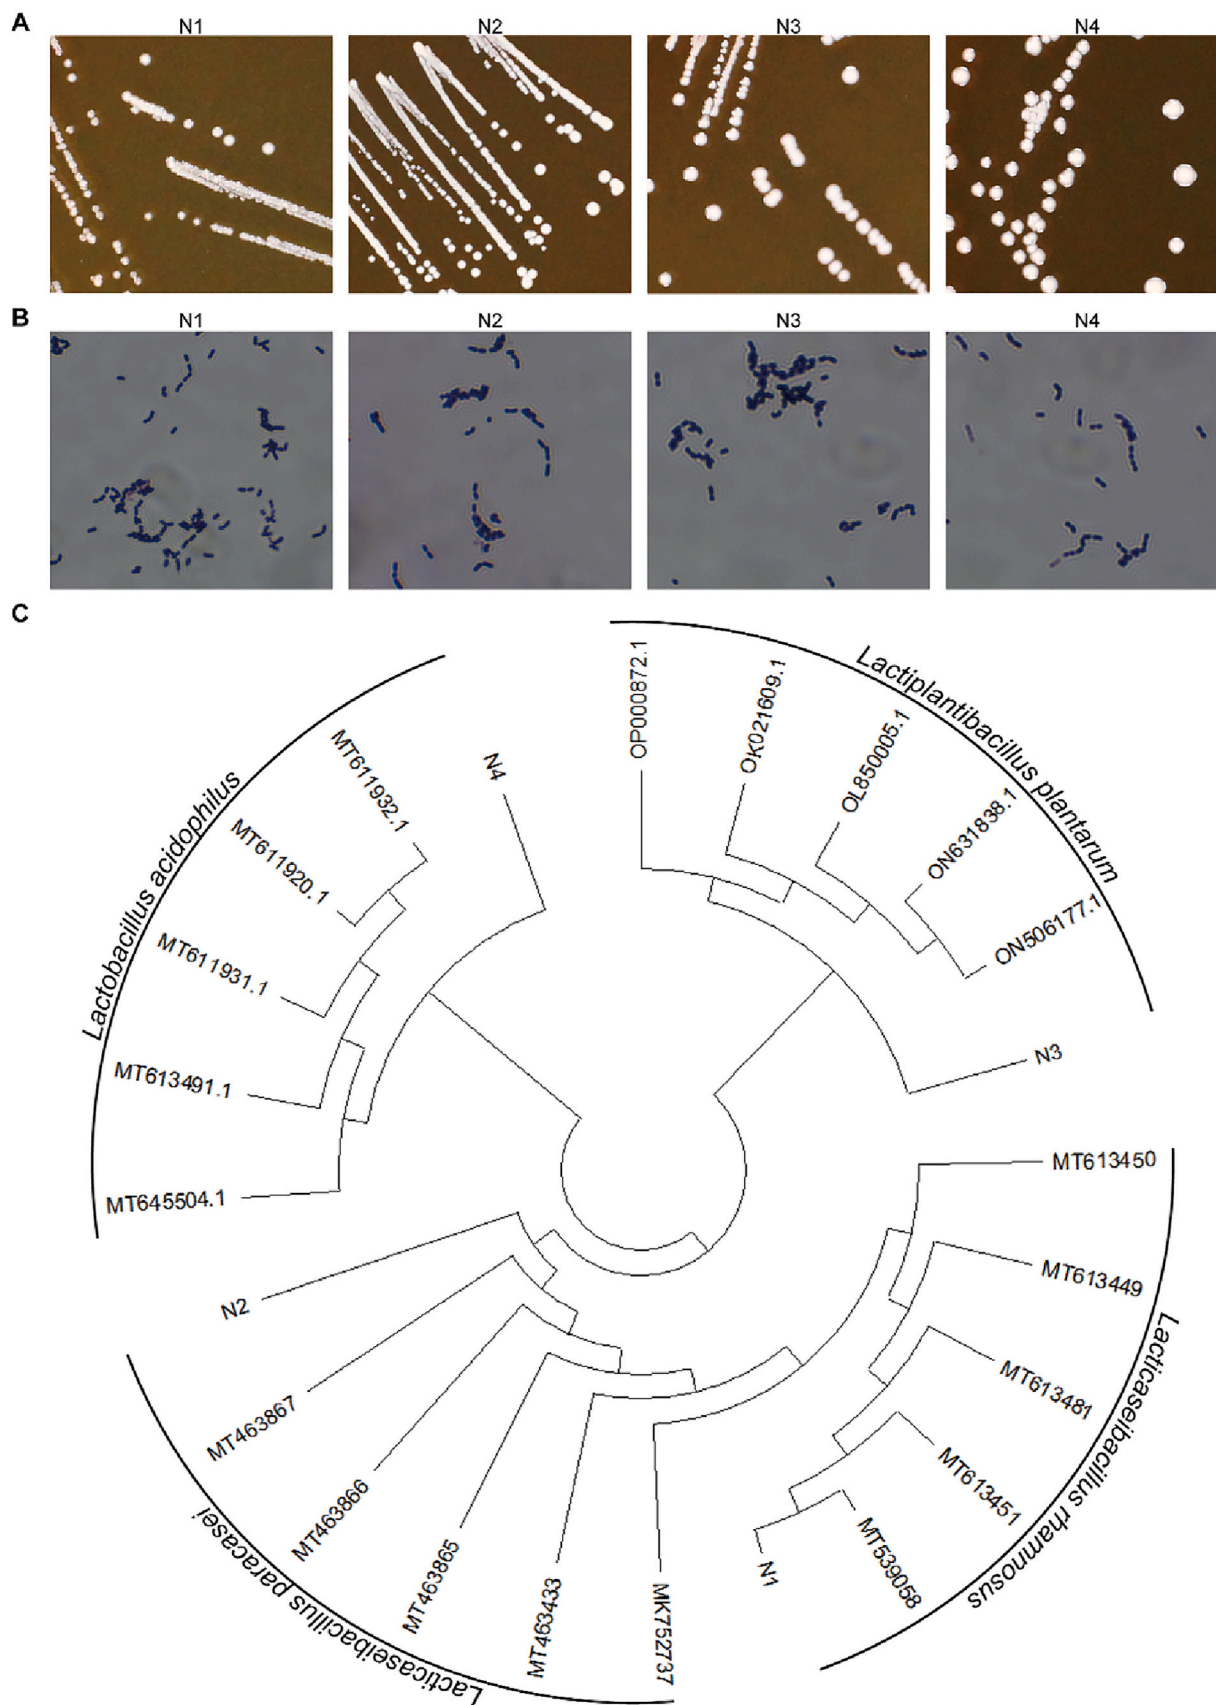 A
N1
N2
N3
N4
B
N1
N2
N3
N4
C
Lactobacillus acidophilus
MT611932.1
MT611920.1
MT611931.1
MT613491.1
MT645504.1
N4
Lactiplantibacillus plantarum
OP000872.1
OK021609.1
OL850005.1
ON631838.1
ON506177.1
N3
Lacticaseibacillus rhamnosus
MT613450
MT613449
MT613481
MT613451
MT539058
N1
Lacticaseibacillus paracasei
N2
MT463867
MT463866
MT463865
MT463433
MK752737